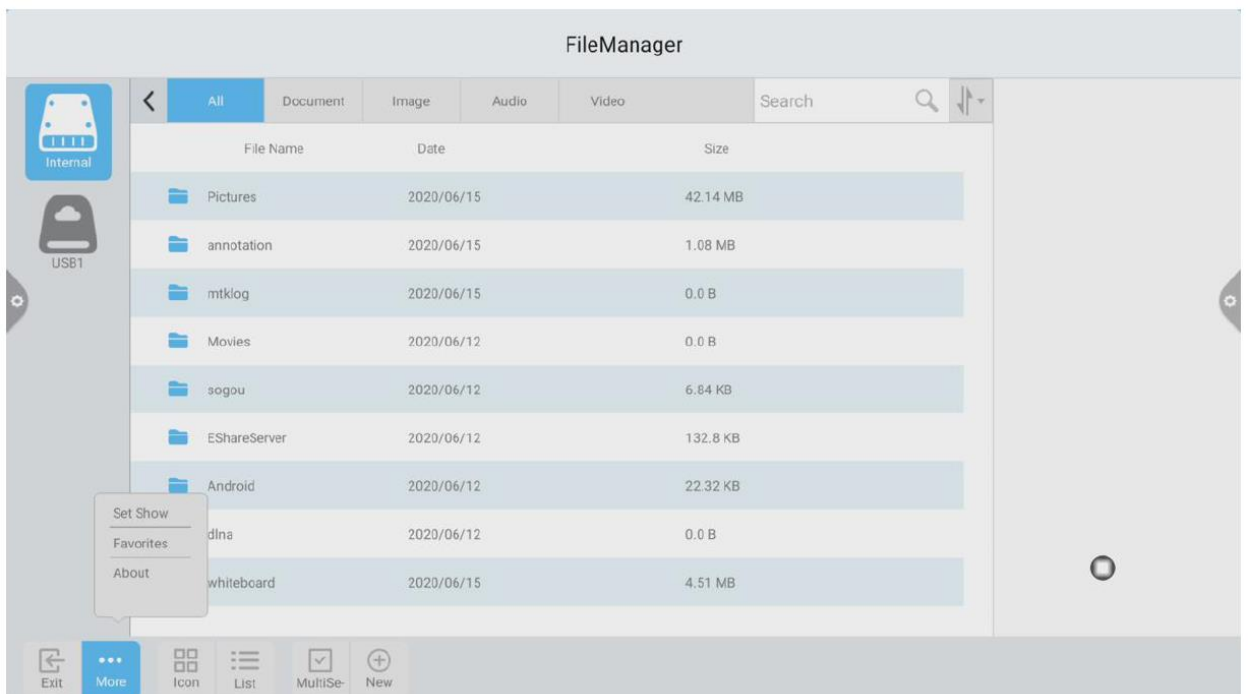 FileManager
All Document Image Audio Video Search
Internal
File Name Date Size
Pictures 2020/06/15 42.14 MB
USB1
annotation 2020/06/15 1.08 MB
mtklog 2020/06/15 0.0 B
Movies 2020/06/12 0.0 B
sogou 2020/06/12 6.84 KB
EShareServer 2020/06/12 132.8 KB
Android 2020/06/12 22.32 KB
Set Show
Favorites
About
dlna 2020/06/12 0.0 B
whiteboard 2020/06/15 4.51 MB
Exit More Icon List MultiSe- New